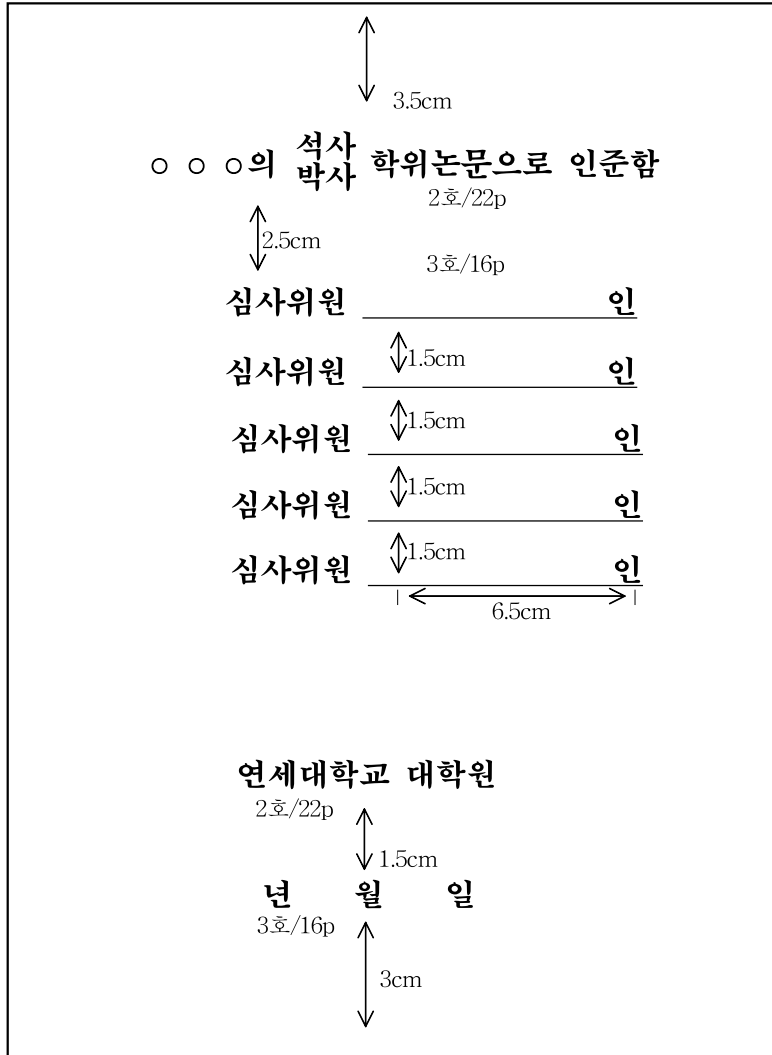 3.5cm
○ ○ ○의 석사 박사 학위논문으로 인준함
2호/22p
2.5cm
3호/16p
심사위원 인
1.5cm
심사위원 인
1.5cm
심사위원 인
1.5cm
심사위원 인
1.5cm
심사위원 인
6.5cm
연세대학교 대학원
2호/22p
1.5cm
년 월 일
3호/16p
3cm